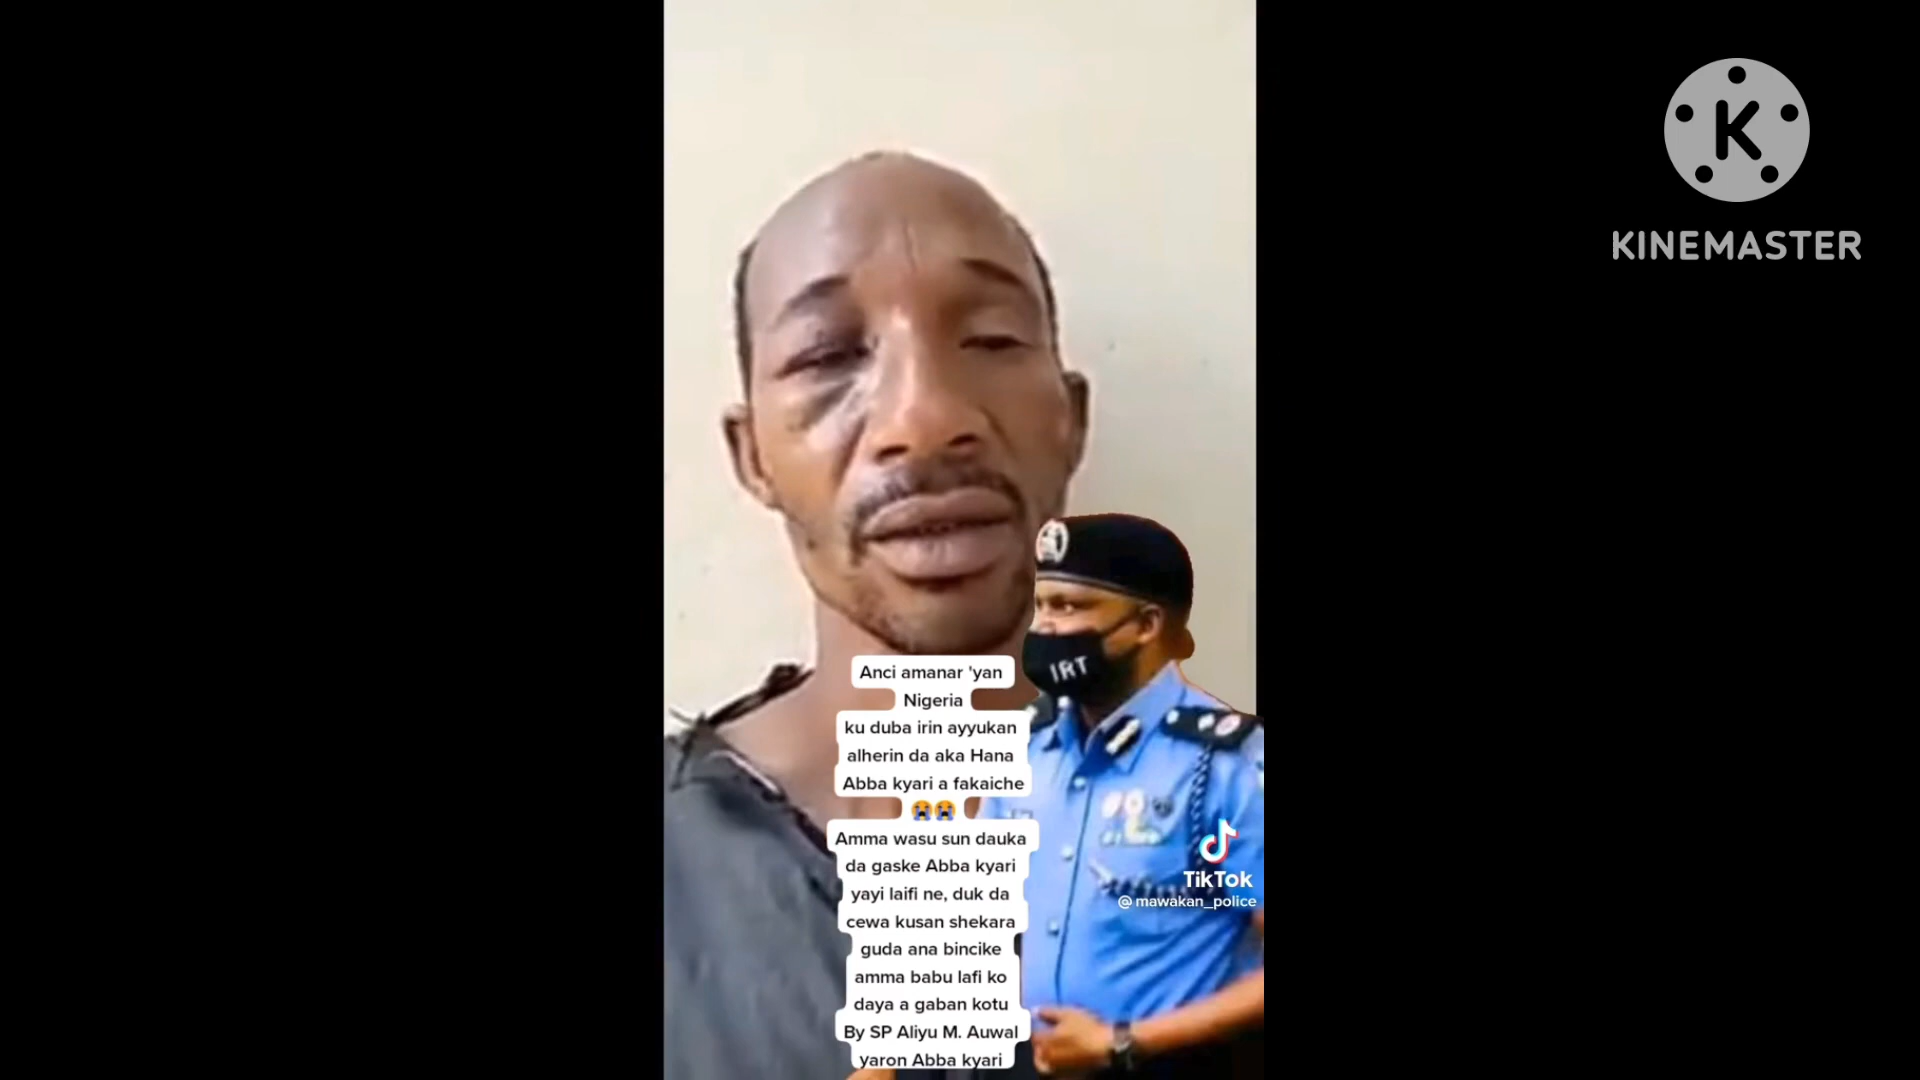 KINEMASTER
IRT
Anci amanar 'yan
Nigeria
ku duba irin ayyukan
alherin da aka Hana
Abba kyari a fakaiche
😭😭
Amma wasu sun dauka
da gaske Abba kyari
yayi laifi ne, duk da
cewa kusan shekara
guda ana bincike
amma babu lafi ko
daya a gaban kotu
By SP Aliyu M. Auwal
yaron Abba kyari
TikTok
@mawakan_police